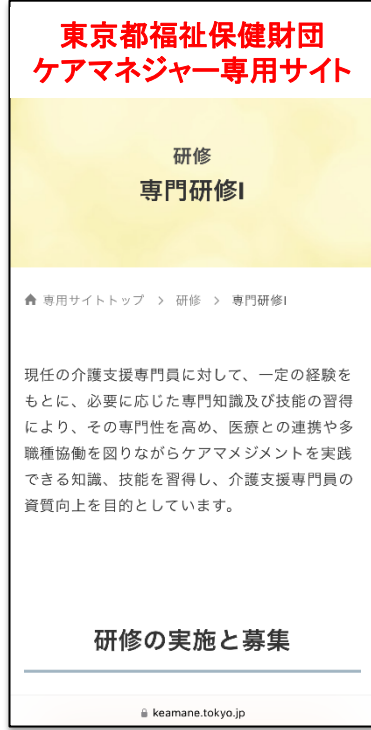 東京都福祉保健財団
ケアマネジャー専用サイト
研修
専門研修Ⅰ
専用サイトトップ > 研修 > 専門研修Ⅰ
現任の介護支援専門員に対して、一定の経験を
もとに、必要に応じた専門知識及び技能の習得
により、その専門性を高め、医療との連携や多
職種協働を図りながらケアマメジメントを実践
できる知識、技能を習得し、介護支援専門員の
資質向上を目的としています。
研修の実施と募集
keamane.tokyo.jp